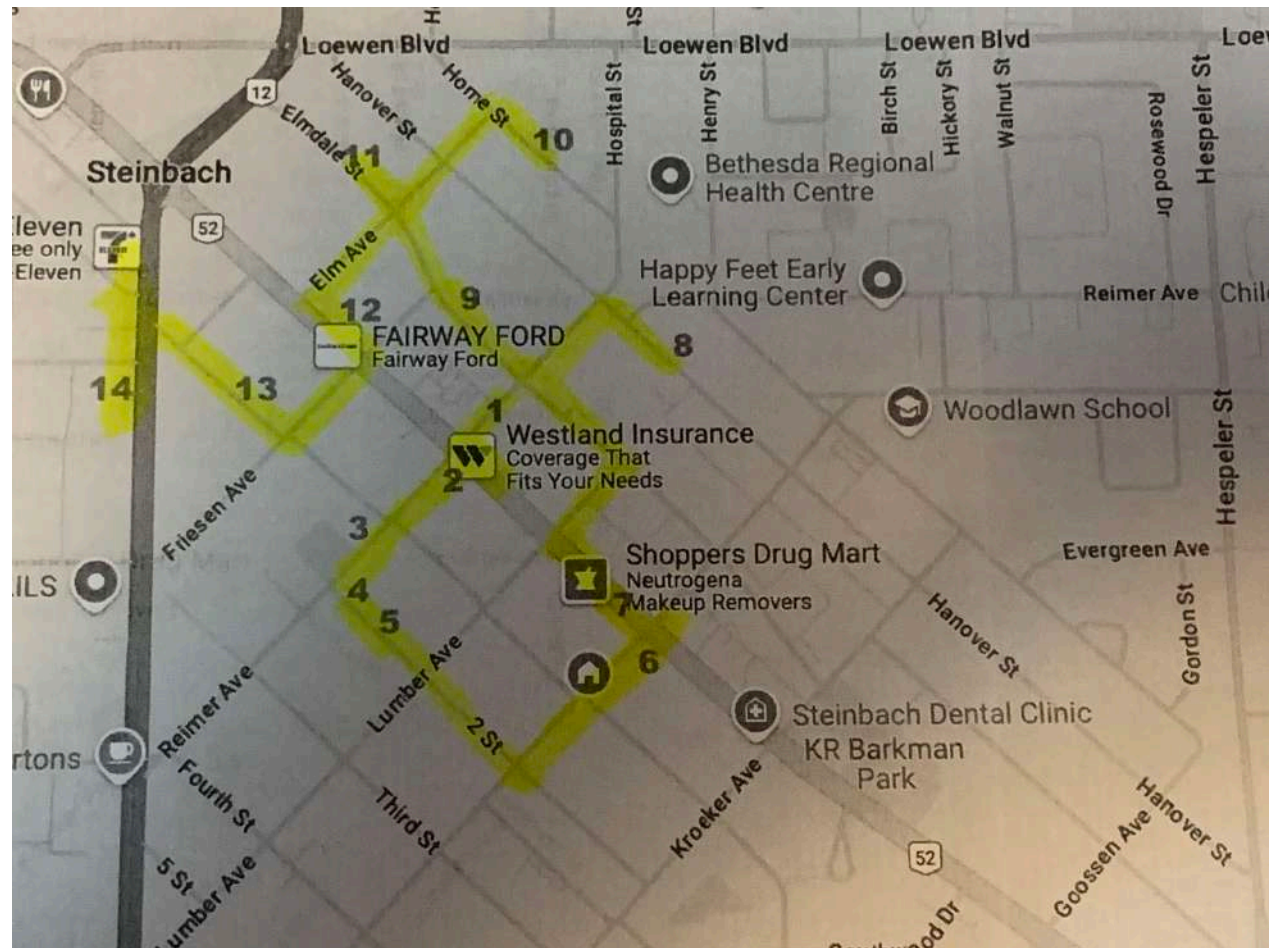 Loewen Blvd
Loewen Blvd
Loewen Blvd
Hanover St
Home St
12
Elmdale St
Hospital St
Henry St
Birch St
Hickory St
Walnut St
Rosewood Dr
Hespeler St
11
10
Steinbach
Bethesda Regional
Health Centre
52
Elm Ave
Happy Feet Early
Learning Center
Reimer Ave
9
12
FAIRWAY FORD
Fairway Ford
8
14
13
1
Woodlawn School
Hespeler St
Westland Insurance
Coverage That
Fits Your Needs
2
3
Friesen Ave
Evergreen Ave
Shoppers Drug Mart
Neutrogena
Makeup Removers
7
4
5
Hanover St
Gordon St
6
Lumber Ave
Reimer Ave
2 St
Steinbach Dental Clinic
KR Barkman
Park
Fourth St
Third St
Kroeker Ave
Hanover St
Goossen Ave
52
5 St
Lumber Ave